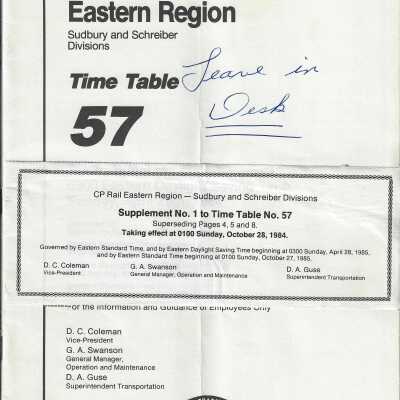 Eastern Region
Sudbury and Schreiber
Divisions
Time Table Leave in
57 Desk
CP Rail Eastern Region — Sudbury and Schreiber Divisions
Supplement No. 1 to Time Table No. 57
Superseding Pages 4, 5 and 8.
Taking effect at 0100 Sunday, October 28, 1984.
Governed by Eastern Standard Time, and by Eastern Daylight Saving Time beginning at 0300 Sunday, April 28, 1985,
and by Eastern Standard Time beginning at 0100 Sunday, October 27, 1985.
D. C. Coleman G. A. Swanson D. A. Guse
Vice-President General Manager, Operation and Maintenance Superintendent Transportation
For the Information and Guidance of Employees Only
D. C. Coleman
Vice-President
G. A. Swanson
General Manager,
Operation and Maintenance
D. A. Guse
Superintendent Transportation